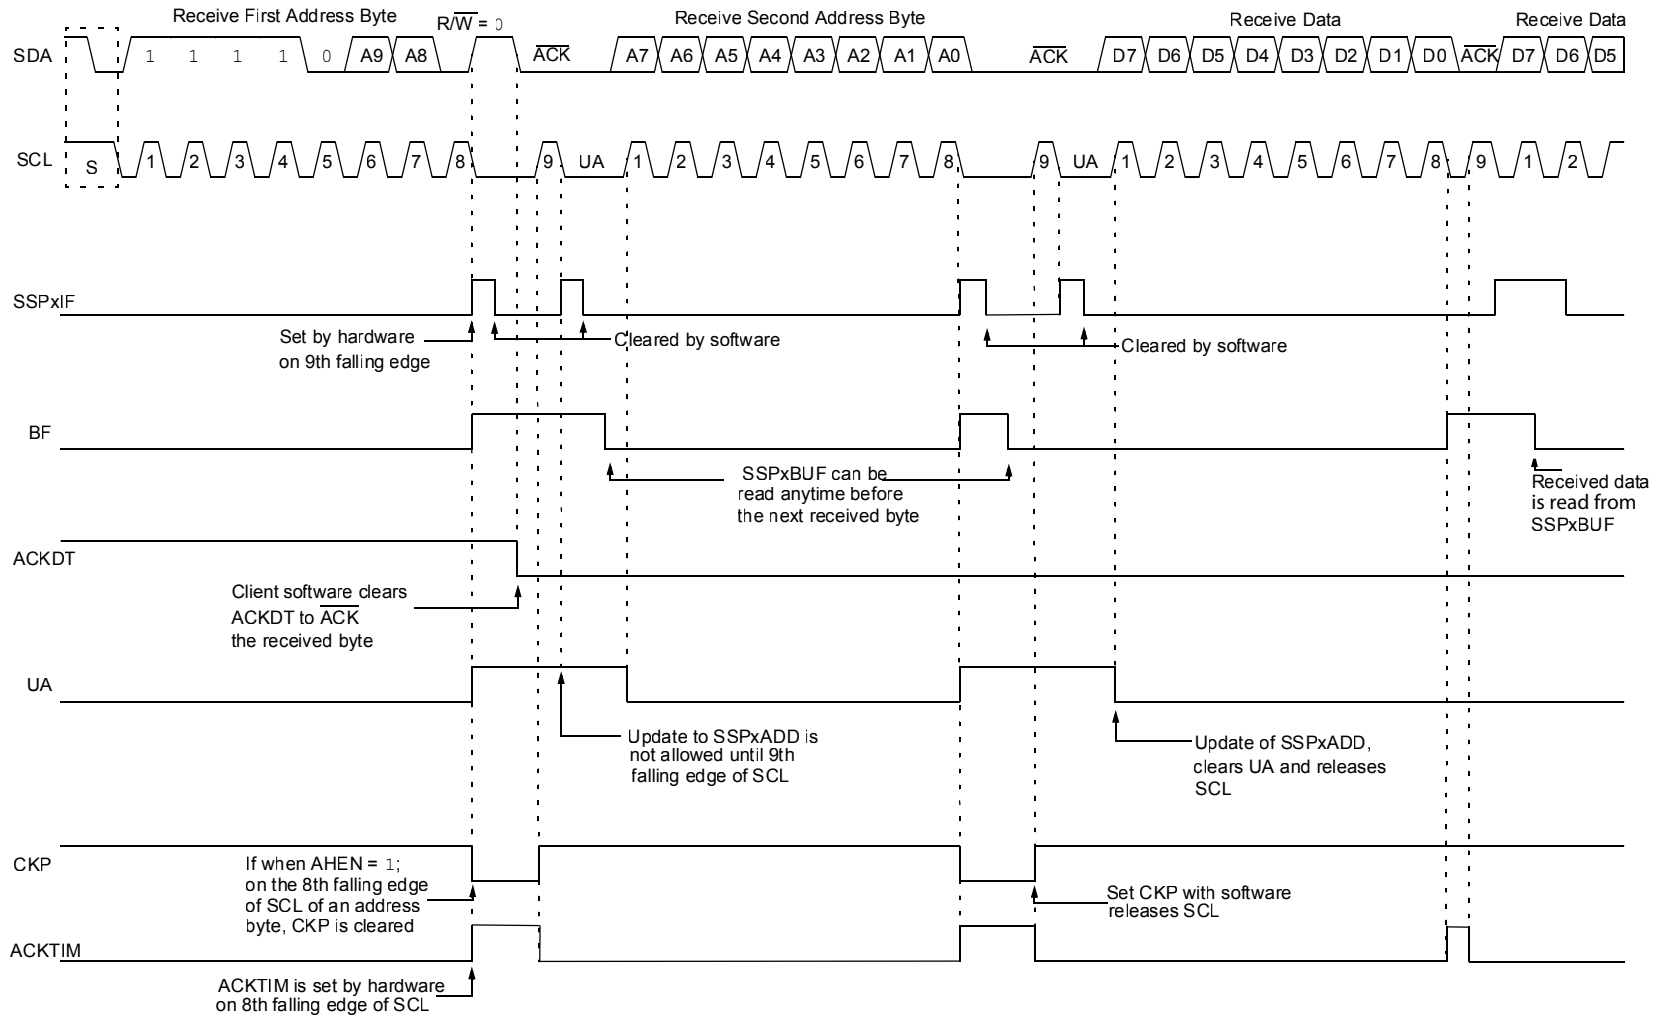 Receive First Address Byte R/W = 0 Receive Second Address Byte Receive Data Receive Data
SDA 1 1 1 1 0 A9 A8 ACK A7 A6 A5 A4 A3 A2 A1 A0 ACK D7 D6 D5 D4 D3 D2 D1 D0 ACK D7 D6 D5
SCL S 1 2 3 4 5 6 7 8 9 UA 1 2 3 4 5 6 7 8 9 UA 1 2 3 4 5 6 7 8 9 1 2
SSPxIF
Set by hardware
on 9th falling edge
Cleared by software
Cleared by software
BF
SSPxBUF can be
read anytime before
the next received byte
Received data
is read from
SSPxBUF
ACKDT
Client software clears
ACKDT to ACK
the received byte
UA
Update to SSPxADD is
not allowed until 9th
falling edge of SCL
Update of SSPxADD,
clears UA and releases
SCL
CKP
If when AHEN = 1;
on the 8th falling edge
of SCL of an address
byte, CKP is cleared
Set CKP with software
releases SCL
ACKTIM
ACKTIM is set by hardware
on 8th falling edge of SCL